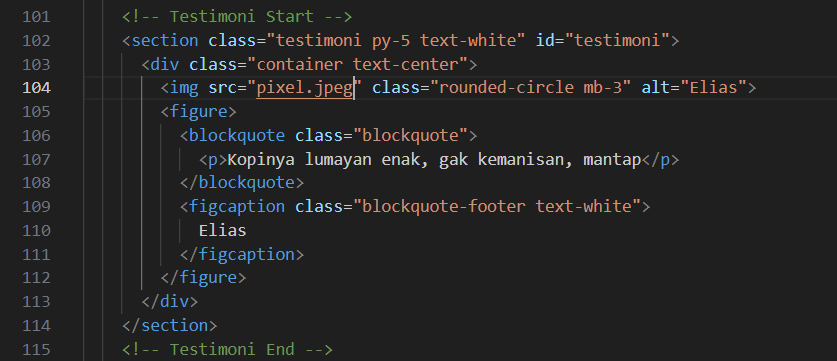 101 <!-- Testimoni Start -->
102 <section class="testimoni py-5 text-white" id="testimoni">
103 <div class="container text-center">
104 <img src="pixel.jpeg" class="rounded-circle mb-3" alt="Elias">
105 <figure>
106 <blockquote class="blockquote">
107 <p>Kopinya lumayan enak, gak kemanisan, mantap</p>
108 </blockquote>
109 <figcaption class="blockquote-footer text-white">
110 Elias
111 </figcaption>
112 </figure>
113 </div>
114 </section>
115 <!-- Testimoni End -->